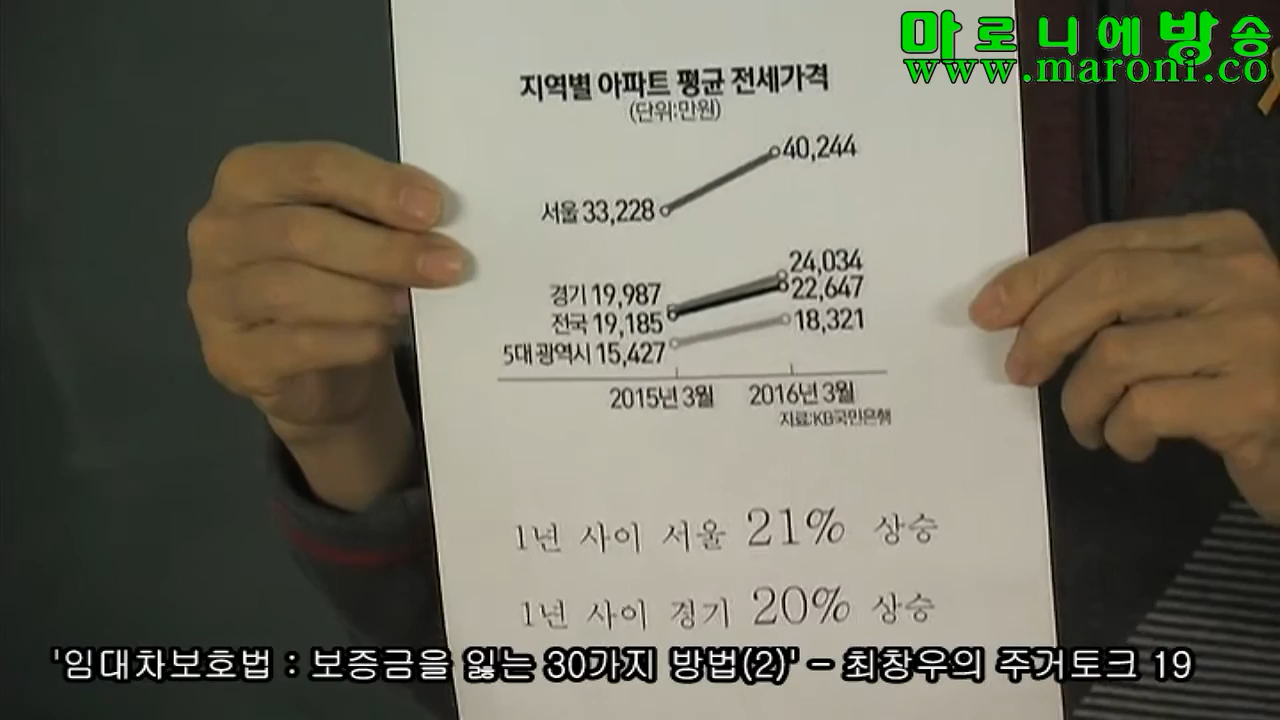 마로니에방송
www.maroni.co
지역별 아파트 평균 전세가격
(단위:만원)
40,244
서울 33,228
24,034
경기 19,987
22,647
전국 19,185
18,321
5대 광역시 15,427
2015년 3월 2016년 3월
자료:KB국민은행
1년 사이 서울 21% 상승
1년 사이 경기 20% 상승
'임대차보호법 : 보증금을 잃는 30가지 방법(2)' - 최창우의 주거토크 19